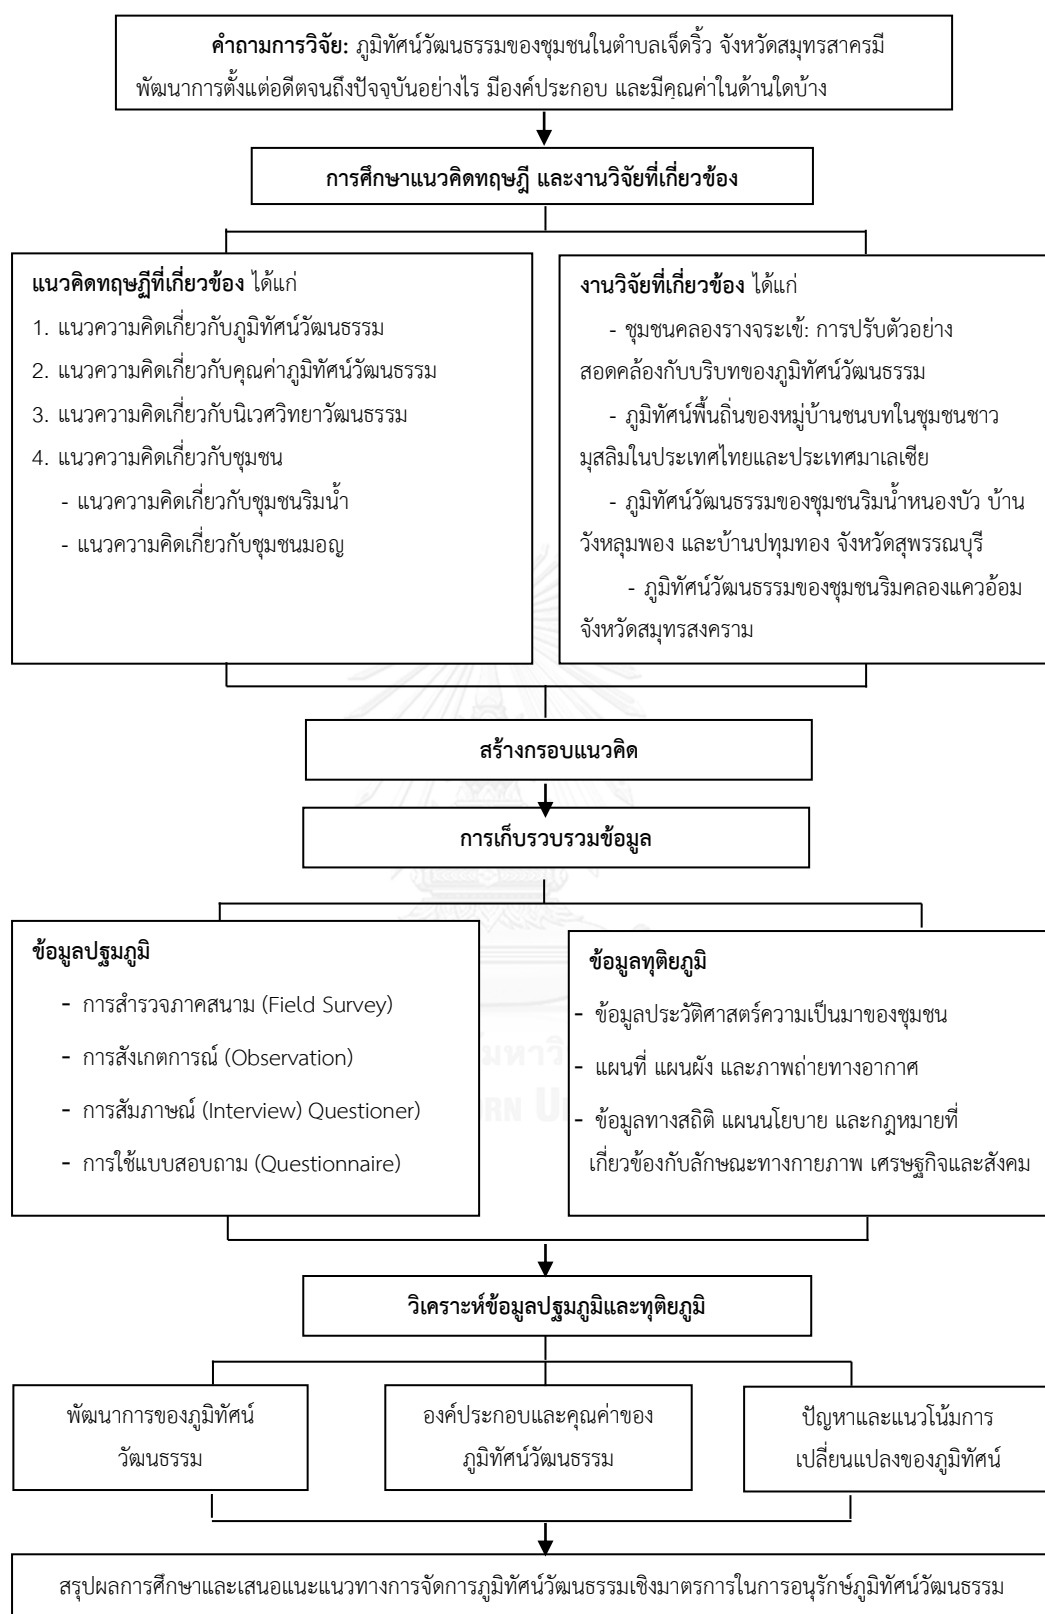 คำถามการวิจัย: ภูมิทัศน์วัฒนธรรมของชุมชนในตำบลเจ็ดริ้ว จังหวัดสมุทรสาครมี
พัฒนาการตั้งแต่อดีตจนถึงปัจจุบันอย่างไร มีองค์ประกอบ และมีคุณค่าในด้านใดบ้าง
การศึกษาแนวคิดทฤษฎี และงานวิจัยที่เกี่ยวข้อง
แนวคิดทฤษฏีที่เกี่ยวข้อง ได้แก่
1. แนวความคิดเกี่ยวกับภูมิทัศน์วัฒนธรรม
2. แนวความคิดเกี่ยวกับคุณค่าภูมิทัศน์วัฒนธรรม
3. แนวความคิดเกี่ยวกับนิเวศวิทยาวัฒนธรรม
4. แนวความคิดเกี่ยวกับชุมชน
- แนวความคิดเกี่ยวกับชุมชนริมน้ำ
- แนวความคิดเกี่ยวกับชุมชนมอญ
งานวิจัยที่เกี่ยวข้อง ได้แก่
- ชุมชนคลองรางจระเข้: การปรับตัวอย่าง
สอดคล้องกับบริบทของภูมิทัศน์วัฒนธรรม
- ภูมิทัศน์พื้นถิ่นของหมู่บ้านชนบทในชุมชนชาว
มุสลิมในประเทศไทยและประเทศมาเลเซีย
- ภูมิทัศน์วัฒนธรรมของชุมชนริมน้ำหนองบัว บ้าน
วังหลุมพอง และบ้านปทุมทอง จังหวัดสุพรรณบุรี
- ภูมิทัศน์วัฒนธรรมของชุมชนริมคลองแควอ้อม
จังหวัดสมุทรสงคราม
สร้างกรอบแนวคิด
การเก็บรวบรวมข้อมูล
ข้อมูลปฐมภูมิ
- การสำรวจภาคสนาม (Field Survey)
- การสังเกตการณ์ (Observation)
- การสัมภาษณ์ (Interview) Questioner)
- การใช้แบบสอบถาม (Questionnaire)
ข้อมูลทุติยภูมิ
- ข้อมูลประวัติศาสตร์ความเป็นมาของชุมชน
- แผนที่ แผนผัง และภาพถ่ายทางอากาศ
- ข้อมูลทางสถิติ แผนนโยบาย และกฎหมายที่
เกี่ยวข้องกับลักษณะทางกายภาพ เศรษฐกิจและสังคม
วิเคราะห์ข้อมูลปฐมภูมิและทุติยภูมิ
พัฒนาการของภูมิทัศน์
วัฒนธรรม
องค์ประกอบและคุณค่าของ
ภูมิทัศน์วัฒนธรรม
ปัญหาและแนวโน้มการ
เปลี่ยนแปลงของภูมิทัศน์
สรุปผลการศึกษาและเสนอแนะแนวทางการจัดการภูมิทัศน์วัฒนธรรมเชิงมาตรการในการอนุรักษ์ภูมิทัศน์วัฒนธรรม